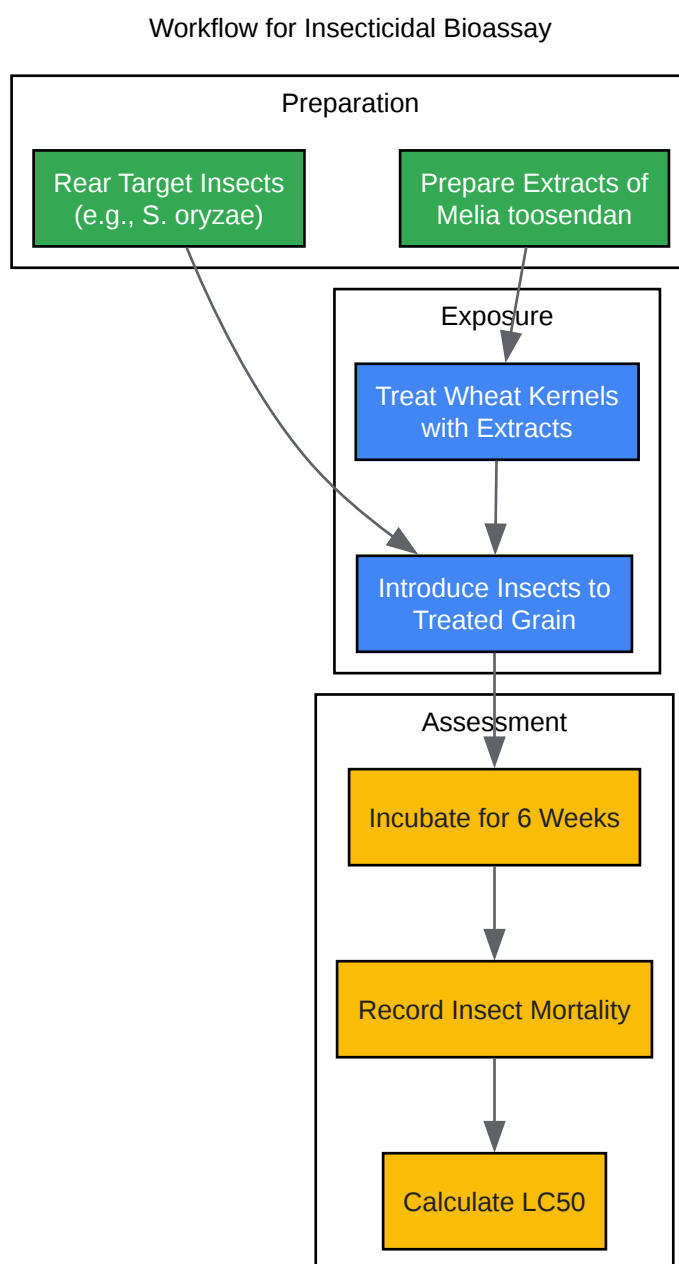 Workflow for Insecticidal Bioassay
Preparation
Rear Target Insects
(e.g., S. oryzae)
Prepare Extracts of
Melia toosendan
Exposure
Treat Wheat Kernels
with Extracts
Introduce Insects to
Treated Grain
Assessment
Incubate for 6 Weeks
Record Insect Mortality
Calculate LC50